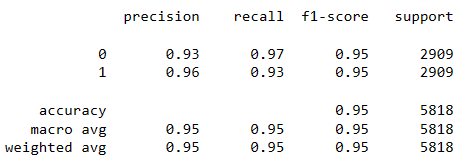 precision recall f1-score support
0 0.93 0.97 0.95 2909
1 0.96 0.93 0.95 2909
accuracy 0.95 5818
macro avg 0.95 0.95 0.95 5818
weighted avg 0.95 0.95 0.95 5818